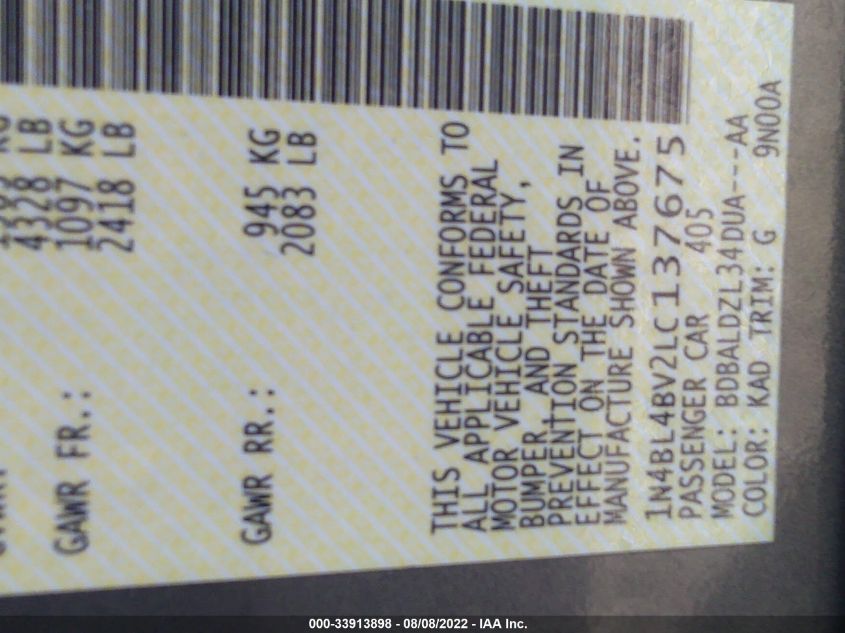 4328 LB
GAWR FR.: 1097 KG
2418 LB
GAWR RR.: 945 KG
2083 LB
THIS VEHICLE CONFORMS TO
ALL APPLICABLE FEDERAL
MOTOR VEHICLE SAFETY,
BUMPER, AND THEFT
PREVENTION STANDARDS IN
EFFECT ON THE DATE OF
MANUFACTURE SHOWN ABOVE.
1N4BL4BV2LC137675
PASSENGER CAR 405
MODEL: BDBALDZL34DUA---AA
COLOR: KAD TRIM: G 9N00A
000-33913898 - 08/08/2022 - IAA Inc.